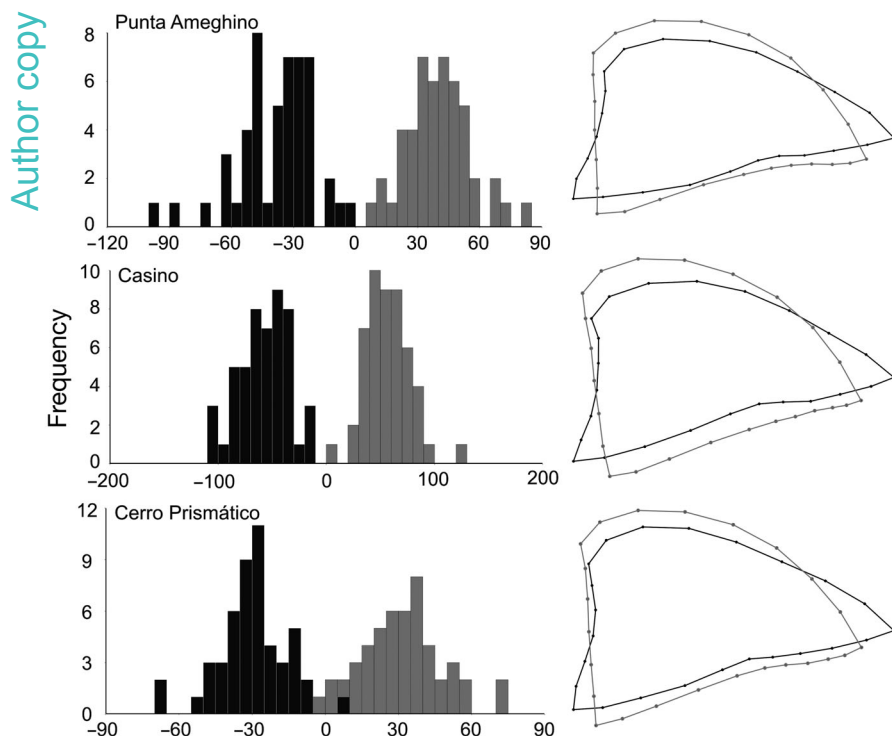 Author copy
Punta Ameghino
8
6
4
2
0
−120 −90 −60 −30 0 30 60 90
Frequency
Casino
10
8
6
4
2
0
−200 −100 0 100 200
Cerro Prismático
12
9
6
3
0
−90 −60 −30 0 30 60 90